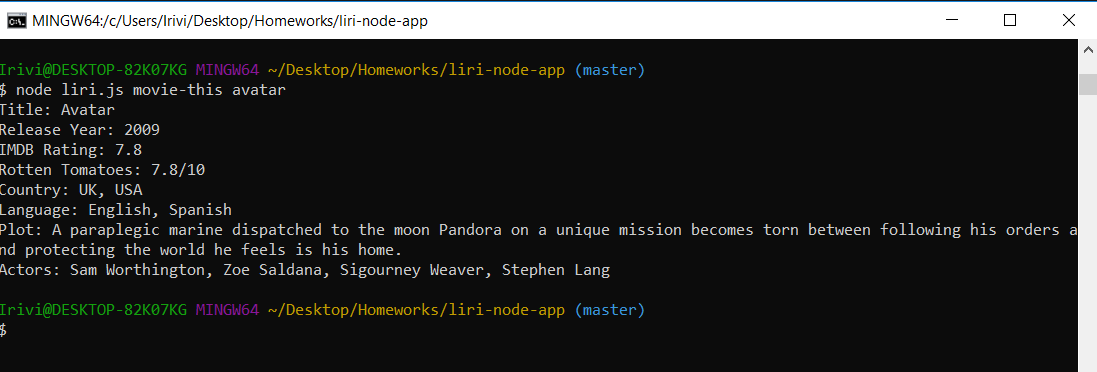 MINGW64:/c/Users/Irivi/Desktop/Homeworks/liri-node-app
Irivi@DESKTOP-82K07KG MINGW64 ~/Desktop/Homeworks/liri-node-app (master)
$ node liri.js movie-this avatar
Title: Avatar
Release Year: 2009
IMDB Rating: 7.8
Rotten Tomatoes: 7.8/10
Country: UK, USA
Language: English, Spanish
Plot: A paraplegic marine dispatched to the moon Pandora on a unique mission becomes torn between following his orders a
nd protecting the world he feels is his home.
Actors: Sam Worthington, Zoe Saldana, Sigourney Weaver, Stephen Lang
Irivi@DESKTOP-82K07KG MINGW64 ~/Desktop/Homeworks/liri-node-app (master)
$